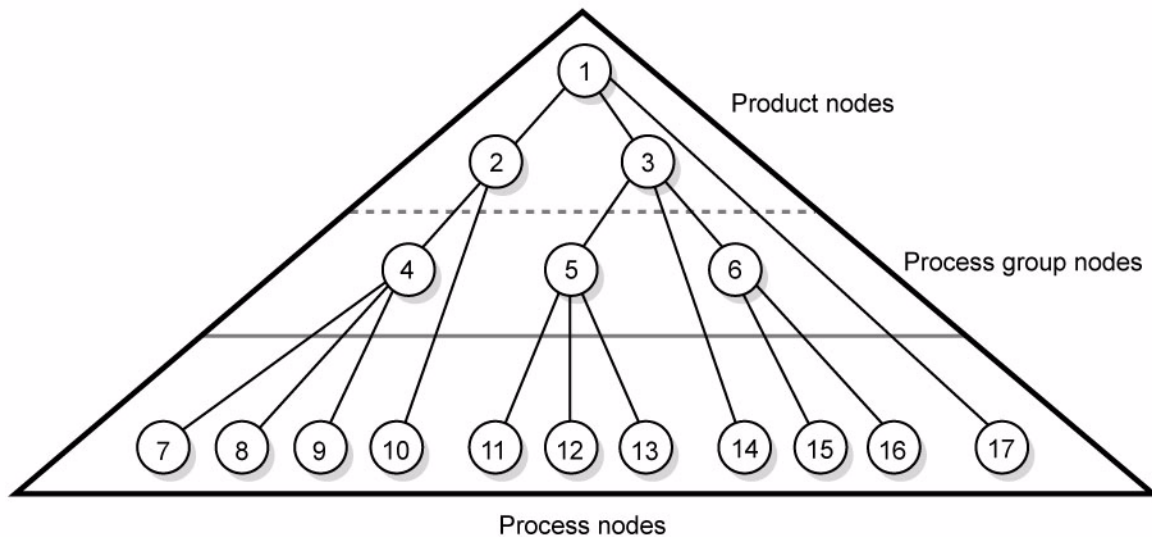 1
Product nodes
2 3
4 5 6
Process group nodes
7 8 9 10 11 12 13 14 15 16 17
Process nodes